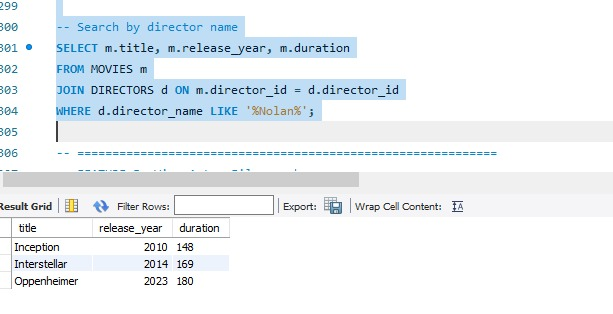 299
300 -- Search by director name
301 SELECT m.title, m.release_year, m.duration
302 FROM MOVIES m
303 JOIN DIRECTORS d ON m.director_id = d.director_id
304 WHERE d.director_name LIKE '%Nolan%';
305
306 -- ============================================================
Result Grid Filter Rows: Export: Wrap Cell Content:
title release_year duration
Inception 2010 148
Interstellar 2014 169
Oppenheimer 2023 180